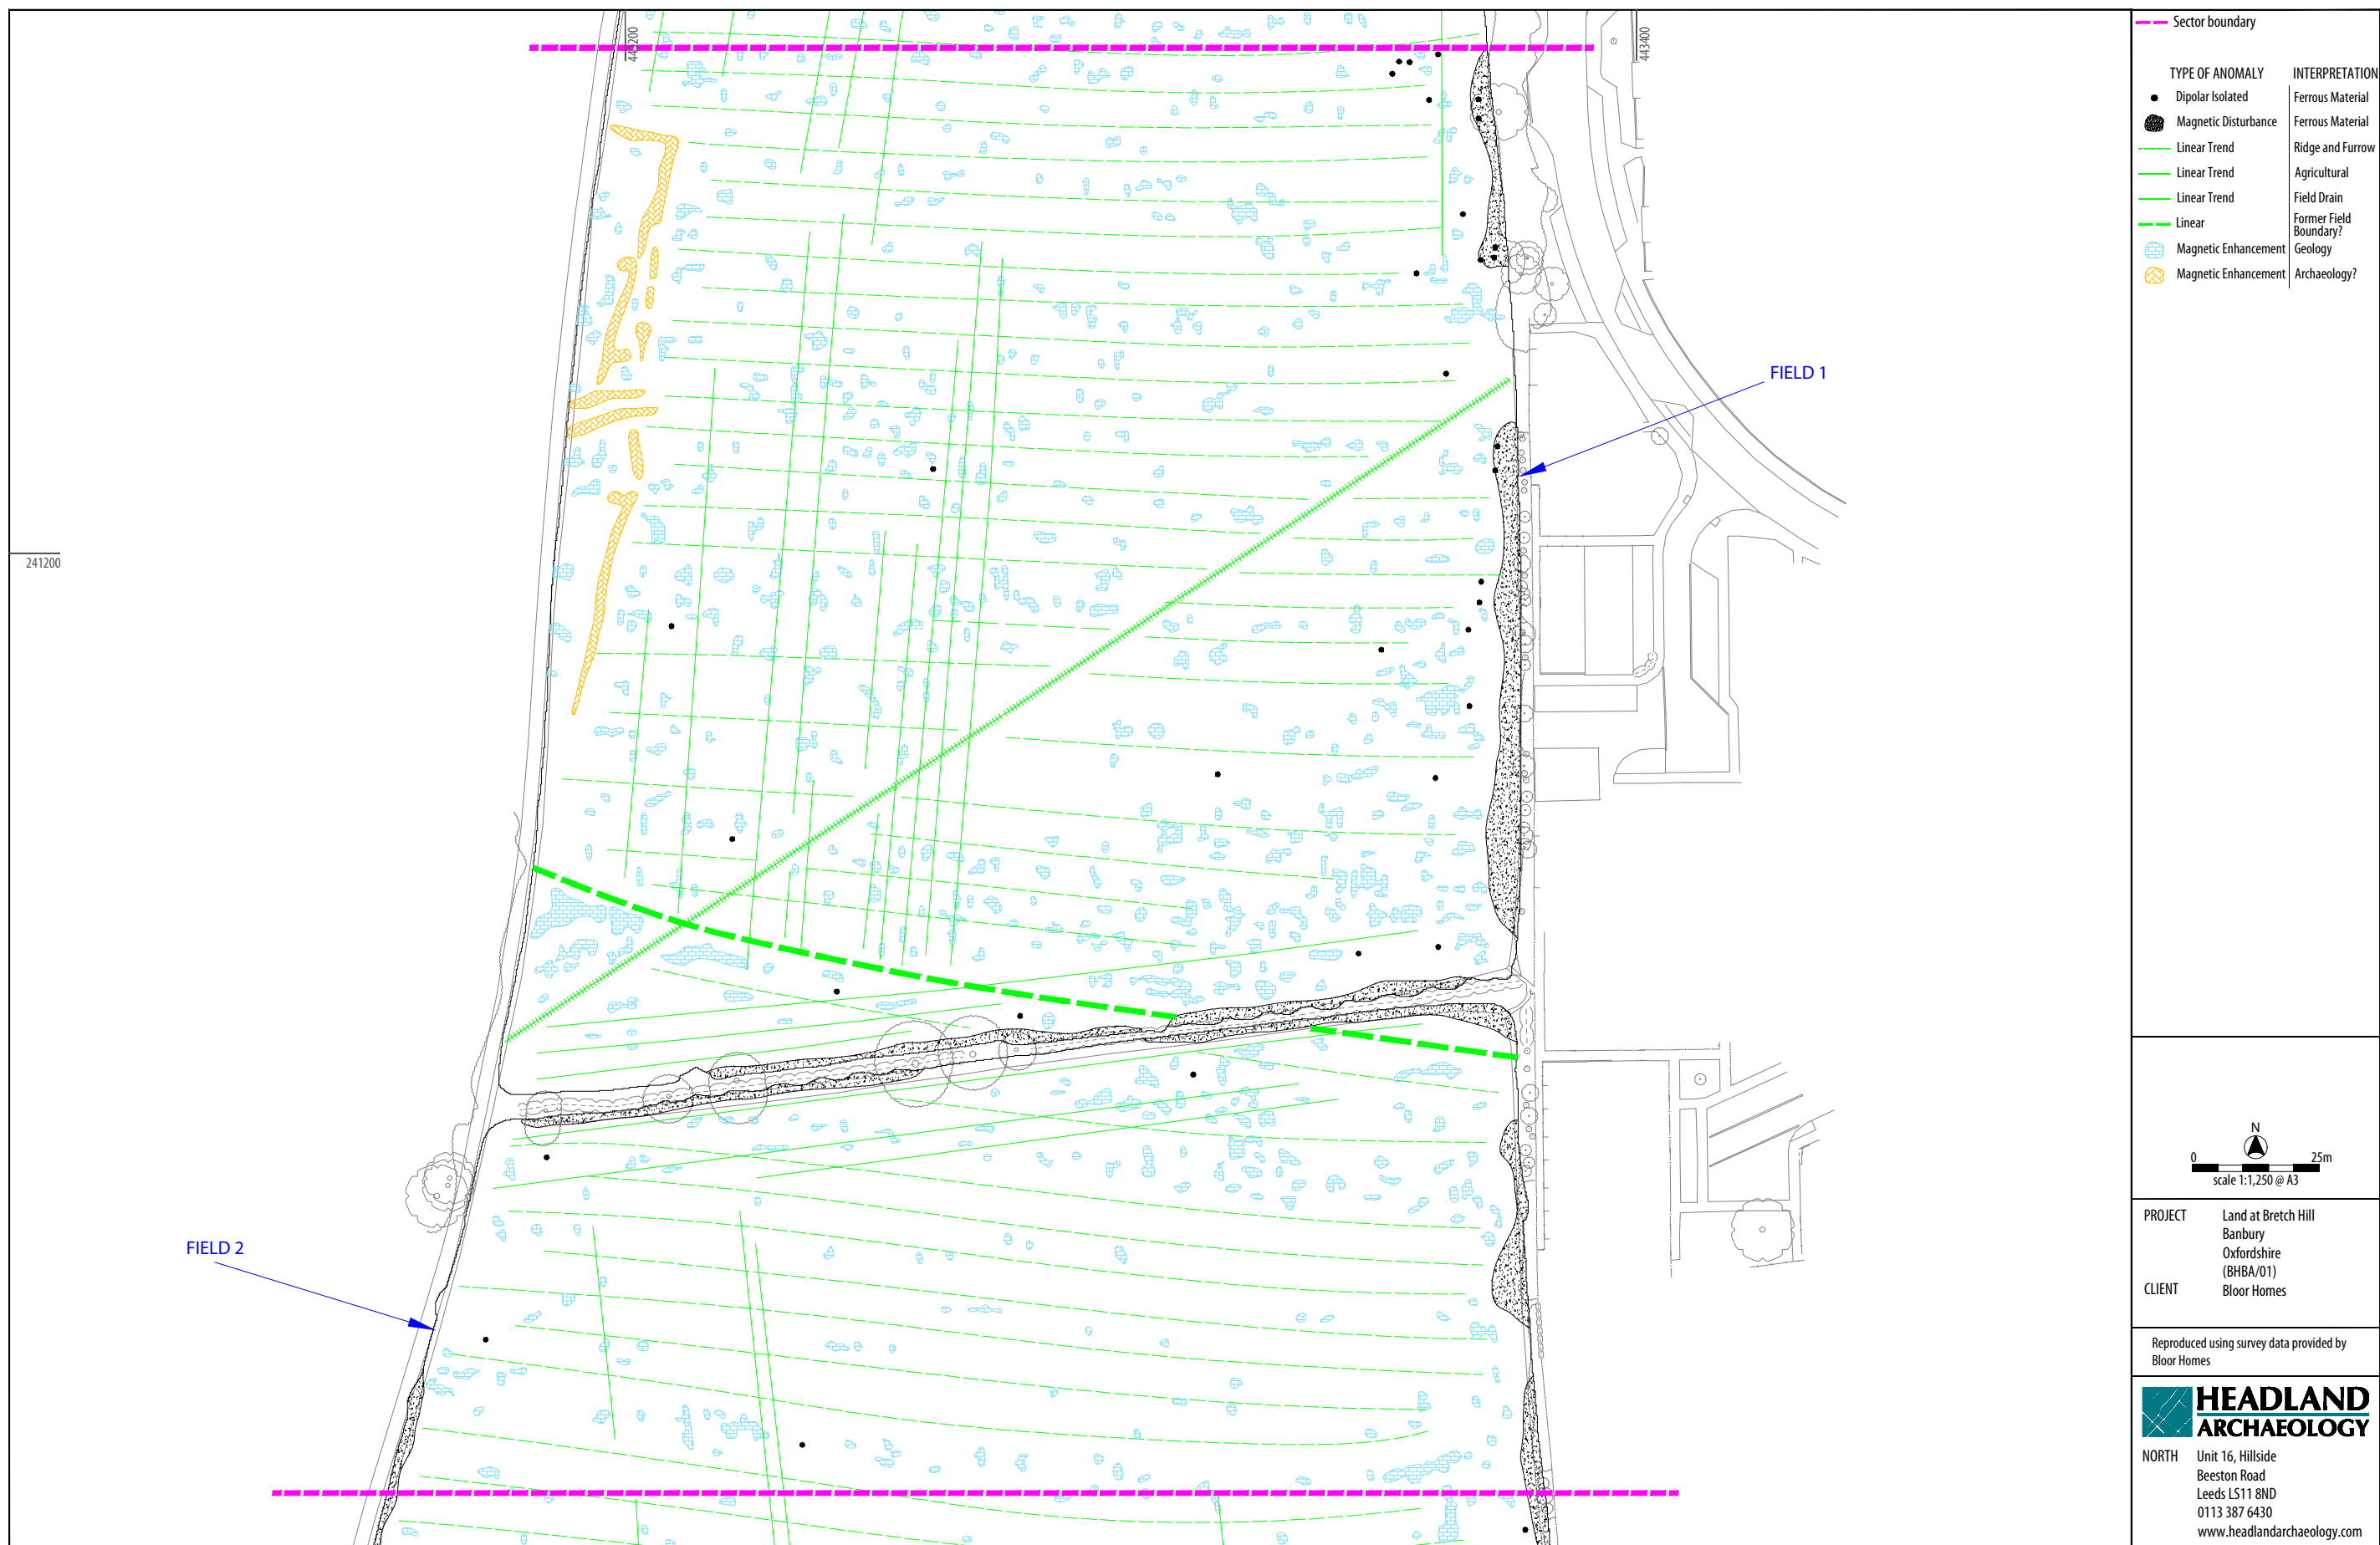 443200
443400
241200
FIELD 1
FIELD 2
Sector boundary
TYPE OF ANOMALY INTERPRETATION
Dipolar Isolated Ferrous Material
Magnetic Disturbance Ferrous Material
Linear Trend Ridge and Furrow
Linear Trend Agricultural
Linear Trend Field Drain
Linear Former Field
Boundary?
Magnetic Enhancement Geology
Magnetic Enhancement Archaeology?
N
0 25m
scale 1:1,250 @ A3
PROJECT Land at Bretch Hill
Banbury
Oxfordshire
(BHBA/01)
CLIENT Bloor Homes
Reproduced using survey data provided by
Bloor Homes
HEADLAND
ARCHAEOLOGY
NORTH Unit 16, Hillside
Beeston Road
Leeds LS11 8ND
0113 387 6430
www.headlandarchaeology.com